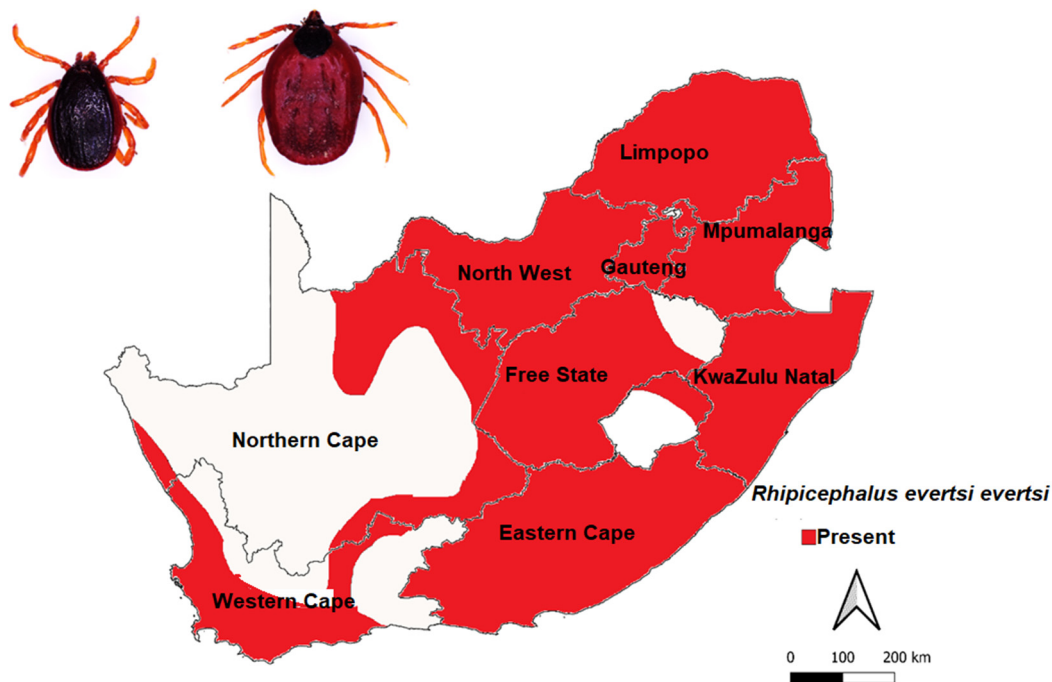 Limpopo
Mpumalanga
North West
Gauteng
Free State
KwaZulu Natal
Northern Cape
Rhipicephalus evertsi evertsi
Eastern Cape
Present
Western Cape
0 100 200 km